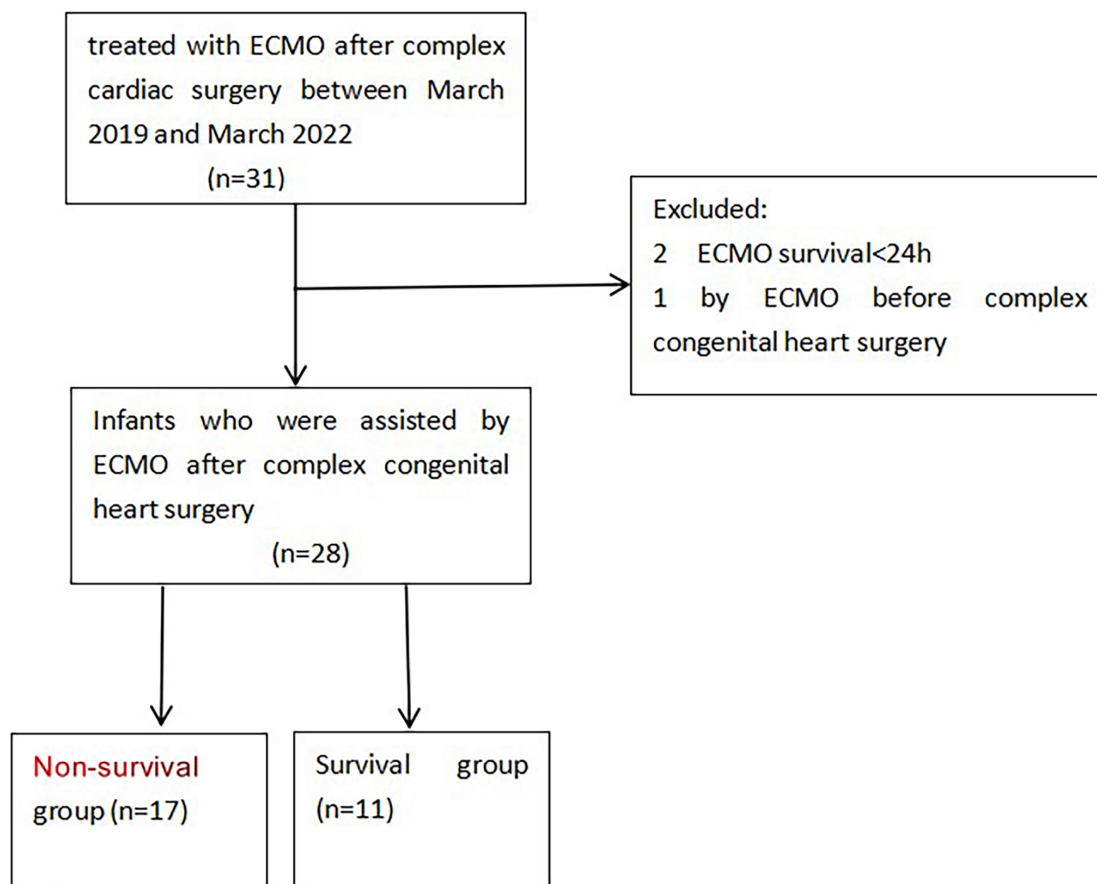 treated with ECMO after complex
cardiac surgery between March
2019 and March 2022
(n=31)
Excluded:
2 ECMO survival<24h
1 by ECMO before complex
congenital heart surgery
Infants who were assisted by
ECMO after complex congenital
heart surgery
(n=28)
Non-survival
group (n=17)
Survival group
(n=11)